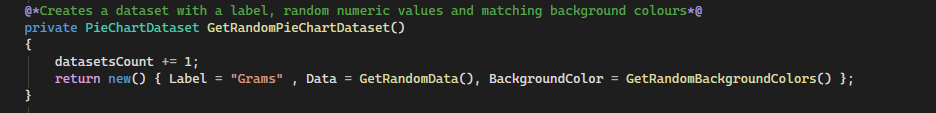 @*Creates a dataset with a label, random numeric values and matching background colours*@
private PieChartDataset GetRandomPieChartDataset()
{
    datasetsCount += 1;
    return new() { Label = "Grams" , Data = GetRandomData(), BackgroundColor = GetRandomBackgroundColors() };
}